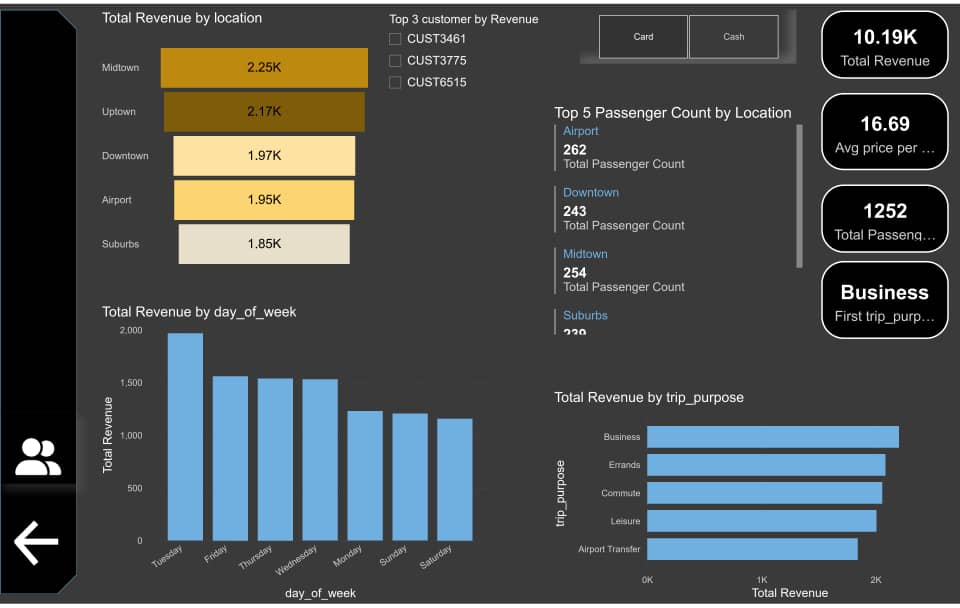 Total Revenue by location
Midtown 2.25K
Uptown 2.17K
Downtown 1.97K
Airport 1.95K
Suburbs 1.85K
Top 3 customer by Revenue
CUST3461
CUST3775
CUST6515
Card Cash
Top 5 Passenger Count by Location
Airport
262
Total Passenger Count
Downtown
243
Total Passenger Count
Midtown
254
Total Passenger Count
Suburbs
239
10.19K
Total Revenue
16.69
Avg price per …
1252
Total Passeng…
Business
First trip_purp…
Total Revenue by day_of_week
Total Revenue
2,000
1,500
1,000
500
0
Tuesday Friday Thursday Wednesday Monday Sunday Saturday
day_of_week
Total Revenue by trip_purpose
trip_purpose
Business
Errands
Commute
Leisure
Airport Transfer
0K 1K 2K
Total Revenue